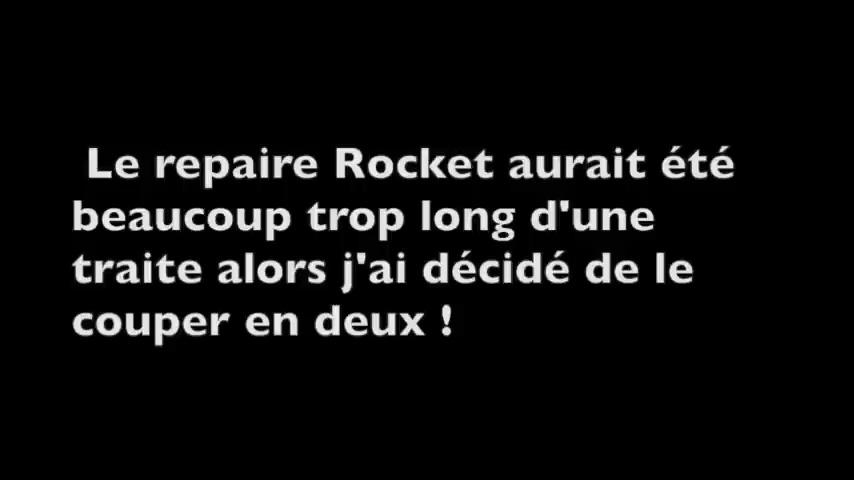 Le repaire Rocket aurait été
beaucoup trop long d'une
traite alors j'ai décidé de le
couper en deux !